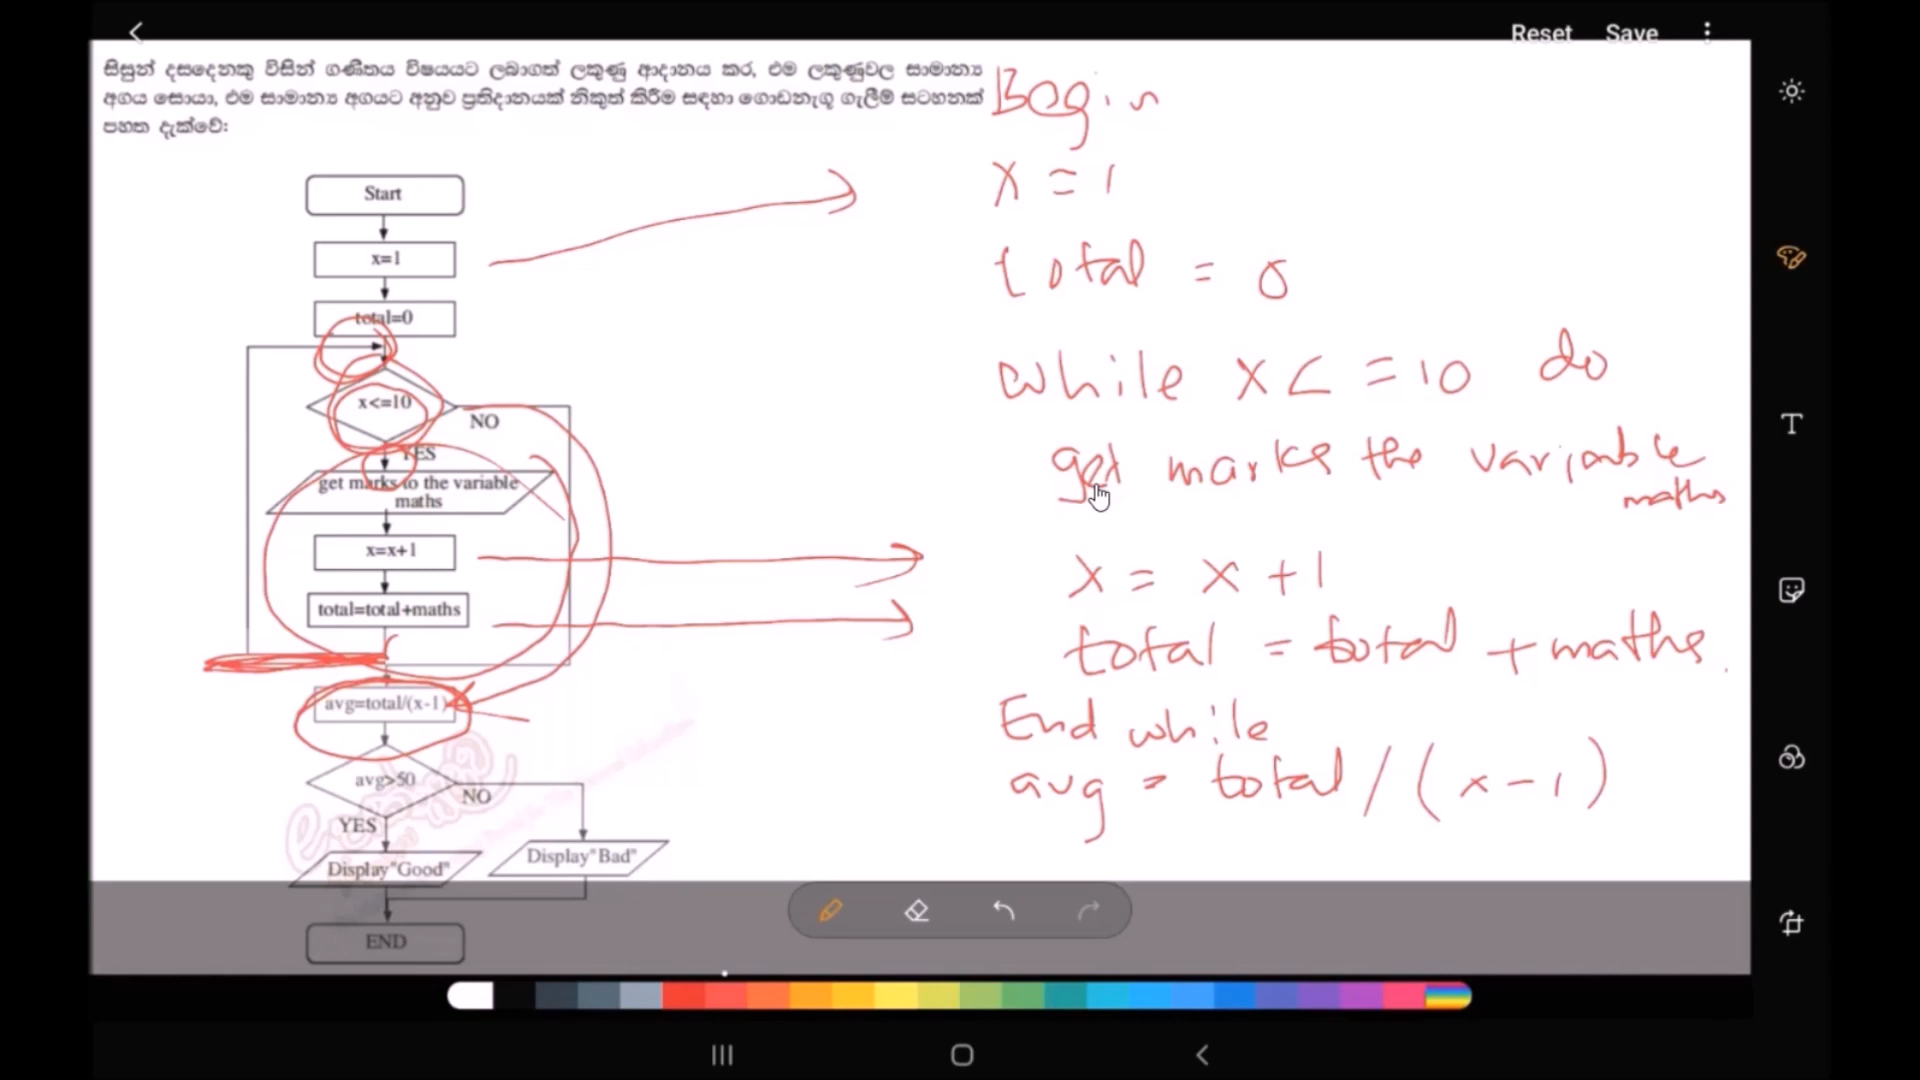 Reset Save
සිසුන් දසදෙනකු විසින් ගණිතය විෂයයට ලබාගත් ලකුණු ආදානය කර, එම ලකුණුවල සාමාන්‍ය
අගය සොයා, එම සාමාන්‍ය අගයට අනුව ප්‍රතිදානයක් නිකුත් කිරීම සඳහා ගොඩනැගූ ගැලීම් සටහනක්
පහත දැක්වේ:
Start
x=1
total=0
x<=10
NO
YES
get marks to the variable
maths
x=x+1
total=total+maths
avg=total/(x-1)
avg>50
NO
YES
Display"Good"
Display"Bad"
END
Begin
x = 1
total = 0
while x < = 10 do
get marks the variable
maths
x = x + 1
total = total + maths.
End while
avg = total / (x - 1)